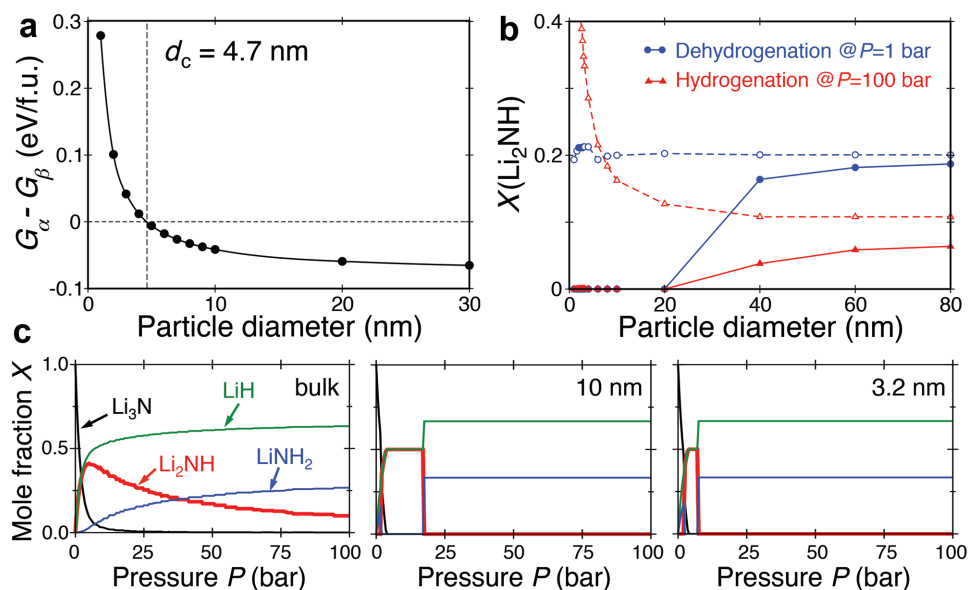 a
0.3
0.2
0.1
0
-0.1
Gα - Gβ (eV/f.u.)
dc = 4.7 nm
0
10
20
30
Particle diameter (nm)
b
0.4
0.2
0
X(Li2NH)
Dehydrogenation @P=1 bar
Hydrogenation @P=100 bar
0
20
40
60
80
Particle diameter (nm)
c
1.0
0.5
0.0
Mole fraction X
bulk
Li3N
LiH
Li2NH
LiNH2
0
25
50
75
100
Pressure P (bar)
10 nm
0
25
50
75
100
Pressure P (bar)
3.2 nm
0
25
50
75
100
Pressure P (bar)